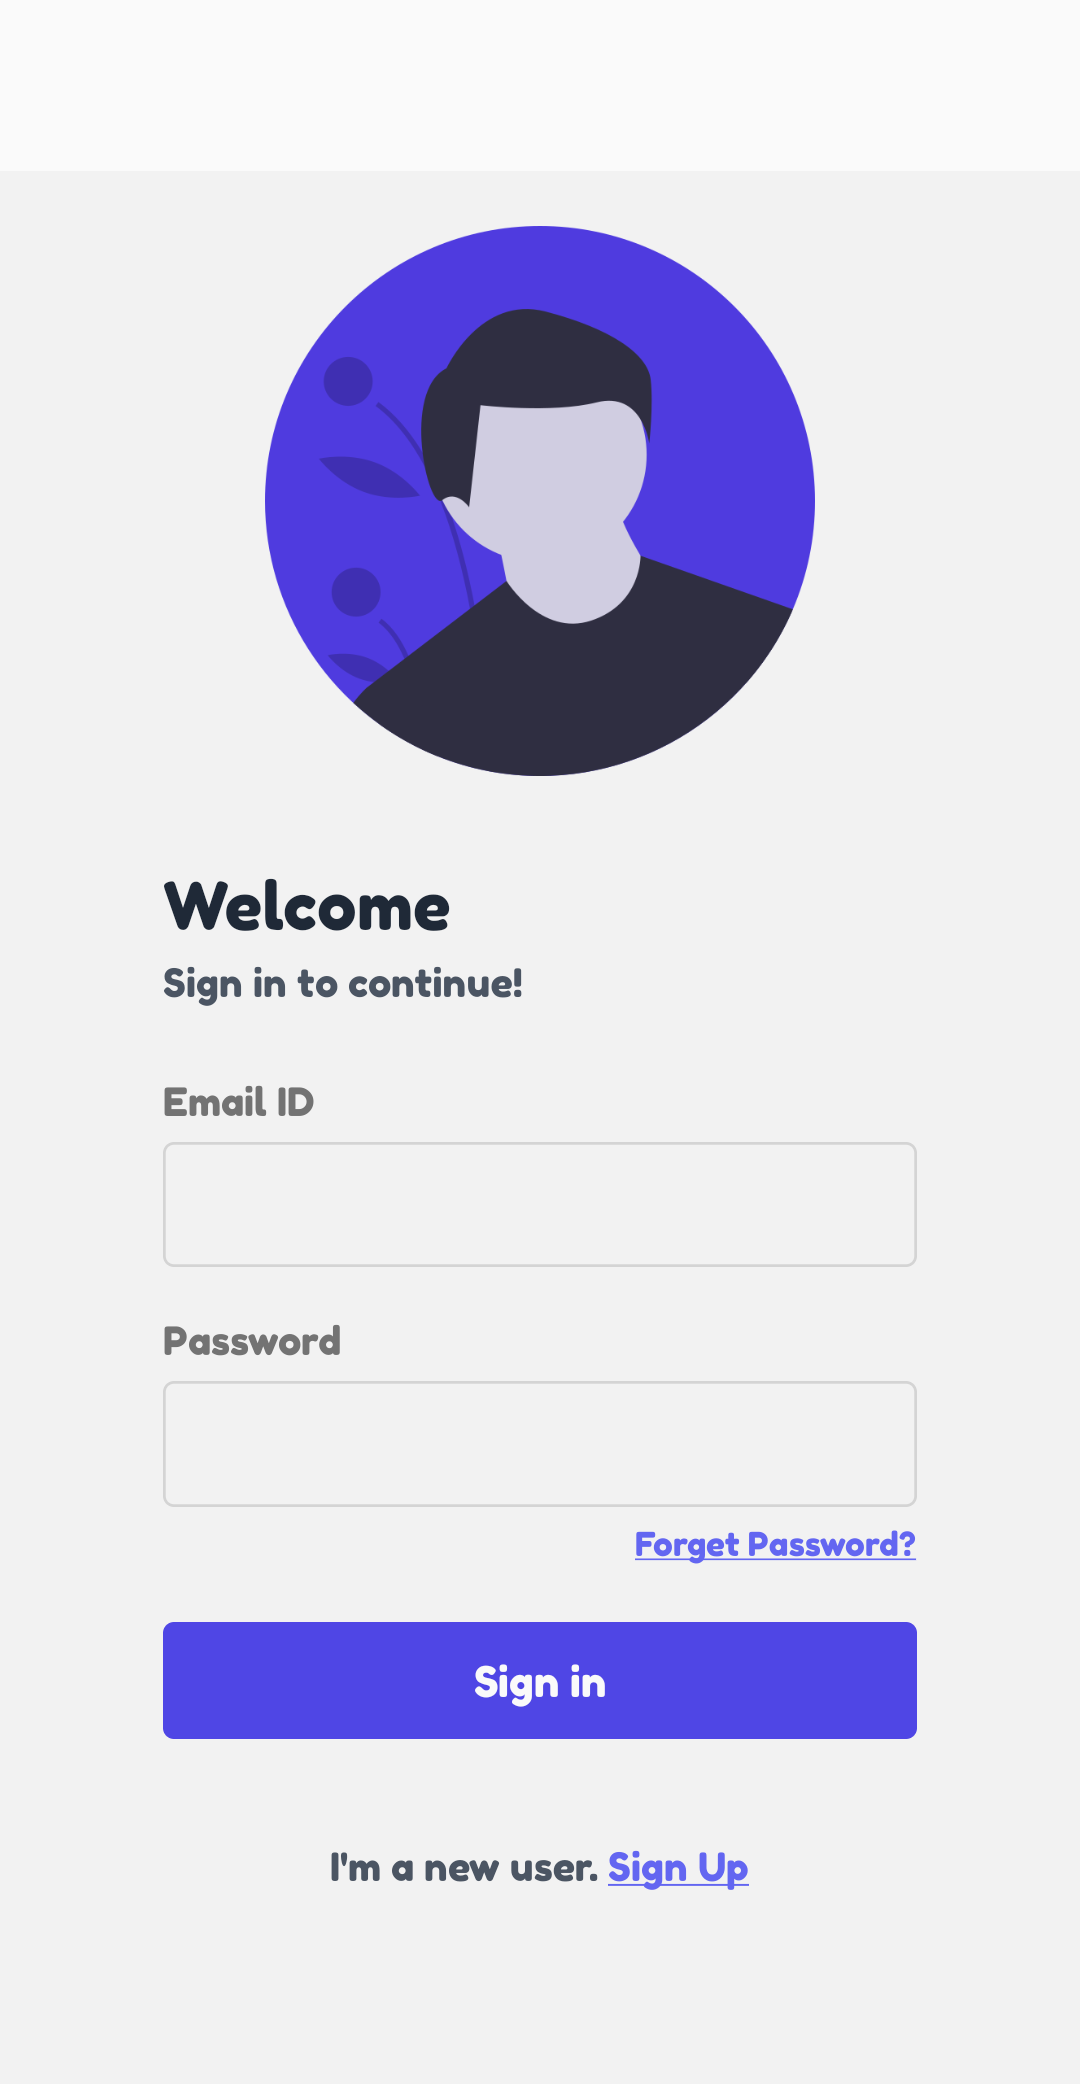 Welcome
Sign in to continue!
Email ID
Password
Forget Password?
Sign in
I'm a new user. Sign Up